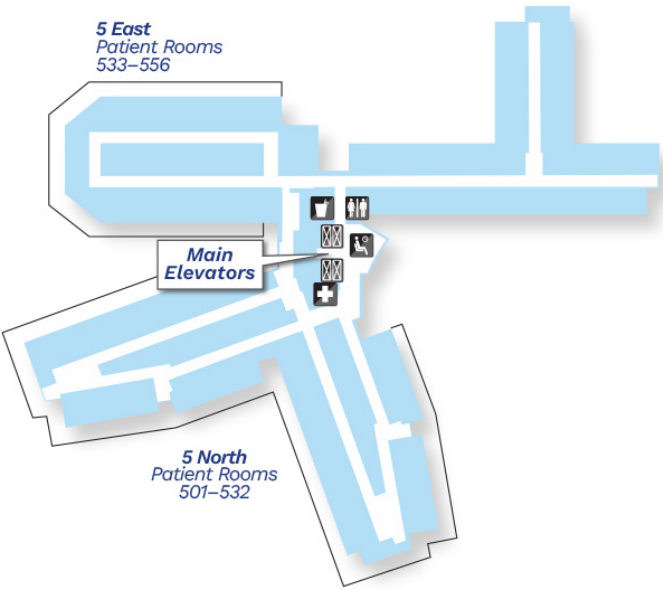 5 East
Patient Rooms
533–556
Main
Elevators
5 North
Patient Rooms
501–532